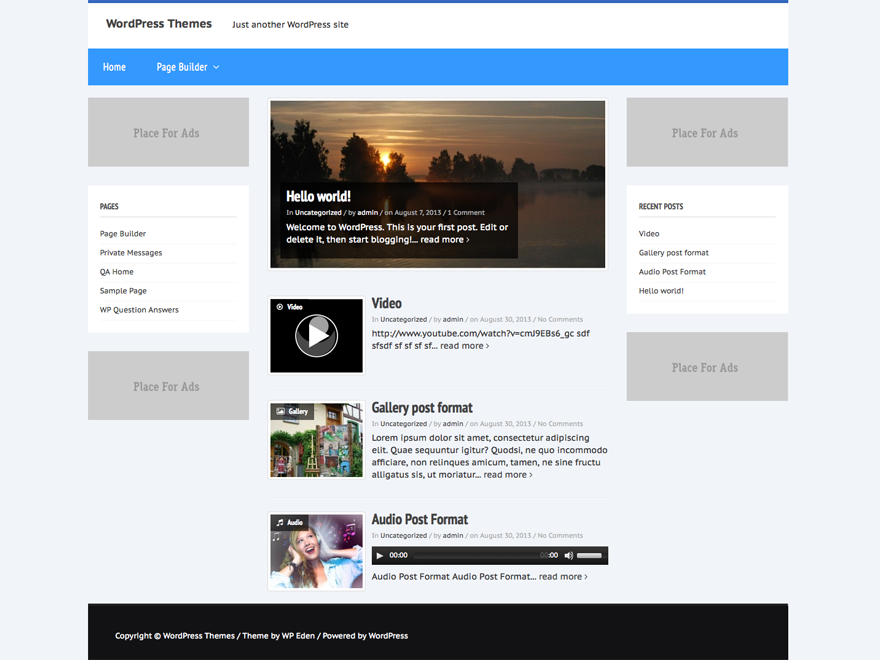 WordPress Themes
Just another WordPress site
Home
Page Builder
Place For Ads
PAGES
Page Builder
Private Messages
QA Home
Sample Page
WP Question Answers
Place For Ads
Hello world!
In Uncategorized / by admin / on August 7, 2013 / 1 Comment
Welcome to WordPress. This is your first post. Edit or
delete it, then start blogging!... read more ›
Video
Video
In Uncategorized / by admin / on August 30, 2013 / No Comments
http://www.youtube.com/watch?v=cmJ9EBs6_gc sdf
sfsdf sf sf sf sf... read more ›
Gallery
Gallery post format
In Uncategorized / by admin / on August 30, 2013 / No Comments
Lorem ipsum dolor sit amet, consectetur adipiscing
elit. Quae sequuntur igitur? Quodsi, ne quo incommodo
afficiare, non relinques amicum, tamen, ne sine fructu
alligatus sis, ut moriatur... read more ›
Audio
Audio Post Format
In Uncategorized / by admin / on August 30, 2013 / No Comments
00:00 00:00
Audio Post Format Audio Post Format... read more ›
Place For Ads
RECENT POSTS
Video
Gallery post format
Audio Post Format
Hello world!
Place For Ads
Copyright © WordPress Themes / Theme by WP Eden / Powered by WordPress